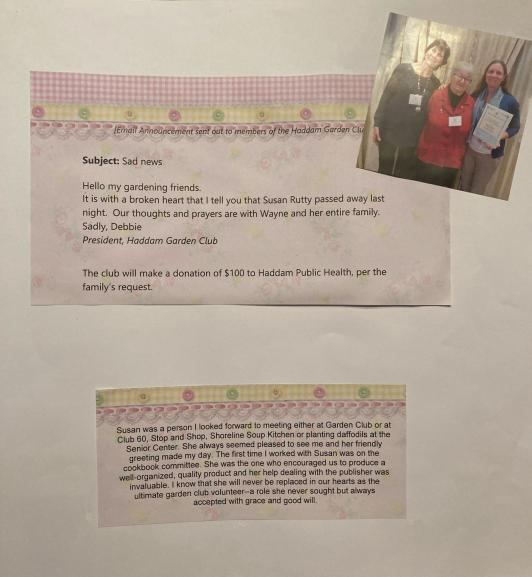 [Email Announcement sent out to members of the Haddam Garden
Subject: Sad news
Hello my gardening friends.
It is with a broken heart that I tell you that Susan Rutty passed away last
night. Our thoughts and prayers are with Wayne and her entire family.
Sadly, Debbie
President, Haddam Garden Club
The club will make a donation of $100 to Haddam Public Health, per the
family's request.
Susan was a person I looked forward to meeting either at Garden Club or at
Club 60, Stop and Shop, Shoreline Soup Kitchen or planting daffodils at the
Senior Center. She always seemed pleased to see me and her friendly
greeting made my day. The first time I worked with Susan was on the
cookbook committee. She was the one who encouraged us to produce a
well-organized, quality product and her help dealing with the publisher was
invaluable. I know that she will never be replaced in our hearts as the
ultimate garden club volunteer--a role she never sought but always
accepted with grace and good will.